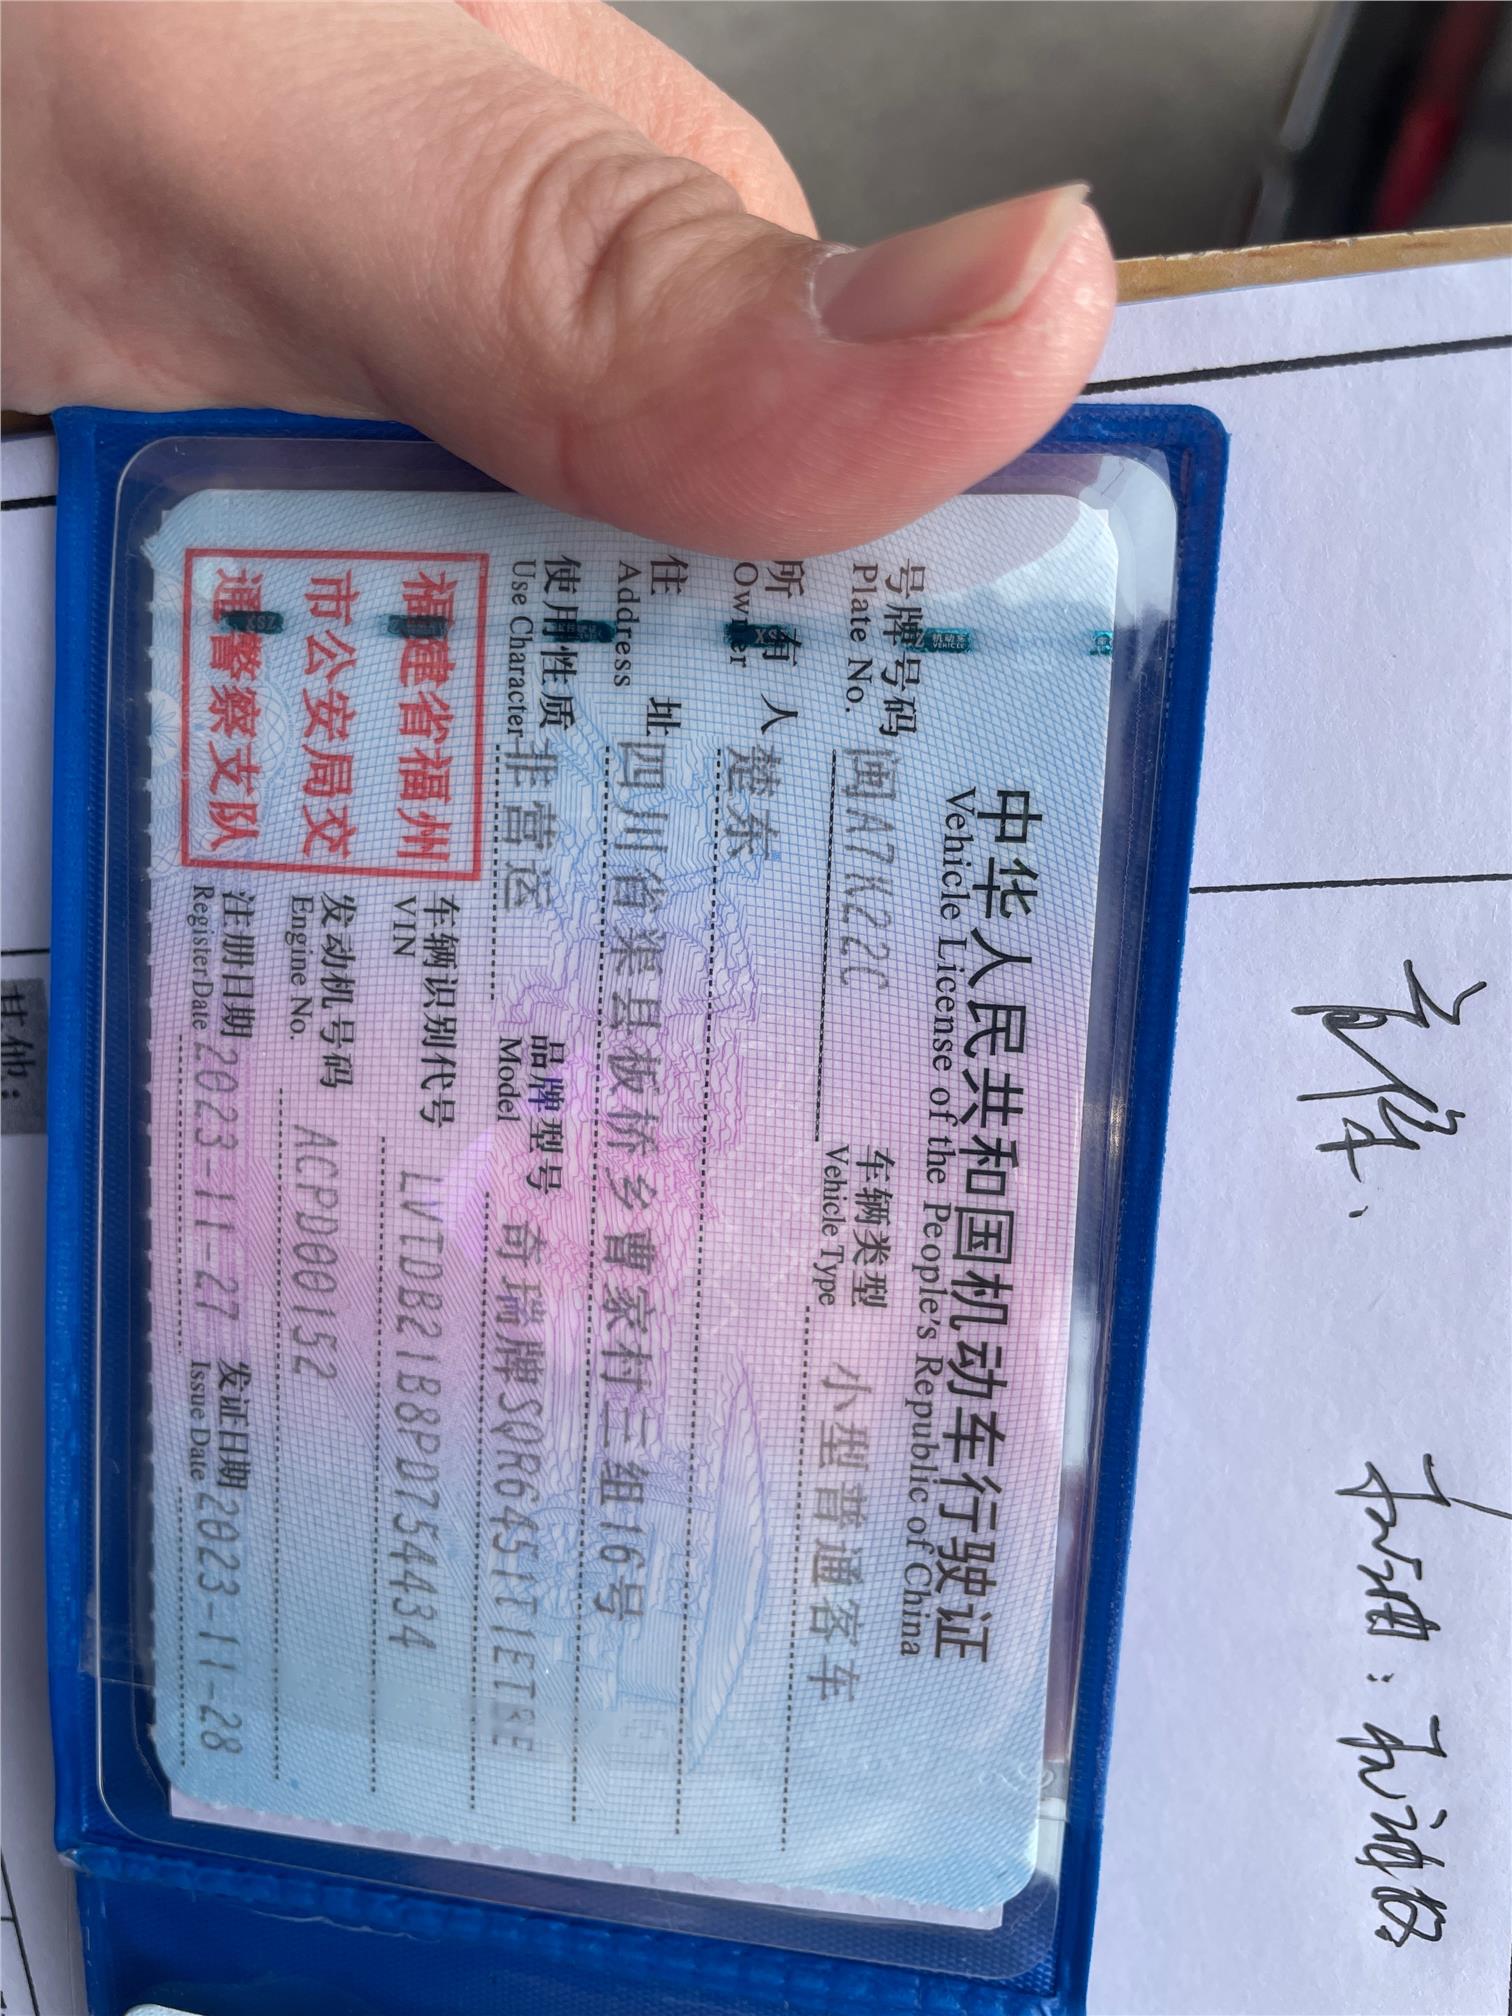 中华人民共和国机动车行驶证
Vehicle License of the People's Republic of China
号牌号码 闽A7K22C 车辆类型 小型普通客车
Plate No. Vehicle Type
所有人 楚东
Owner
住址 四川省渠县板桥乡曹家村三组16号
Address
使用性质 非营运 品牌型号 奇瑞牌SQR6451T1ETBE
Use Character Model
福建省福州
市公安局交
通警察支队
车辆识别代号 LVTDB21B8PD754434
VIN
发动机号码 ACPD00152
Engine No.
注册日期 2023-11-27 发证日期 2023-11-28
Register Date Issue Date
其他：